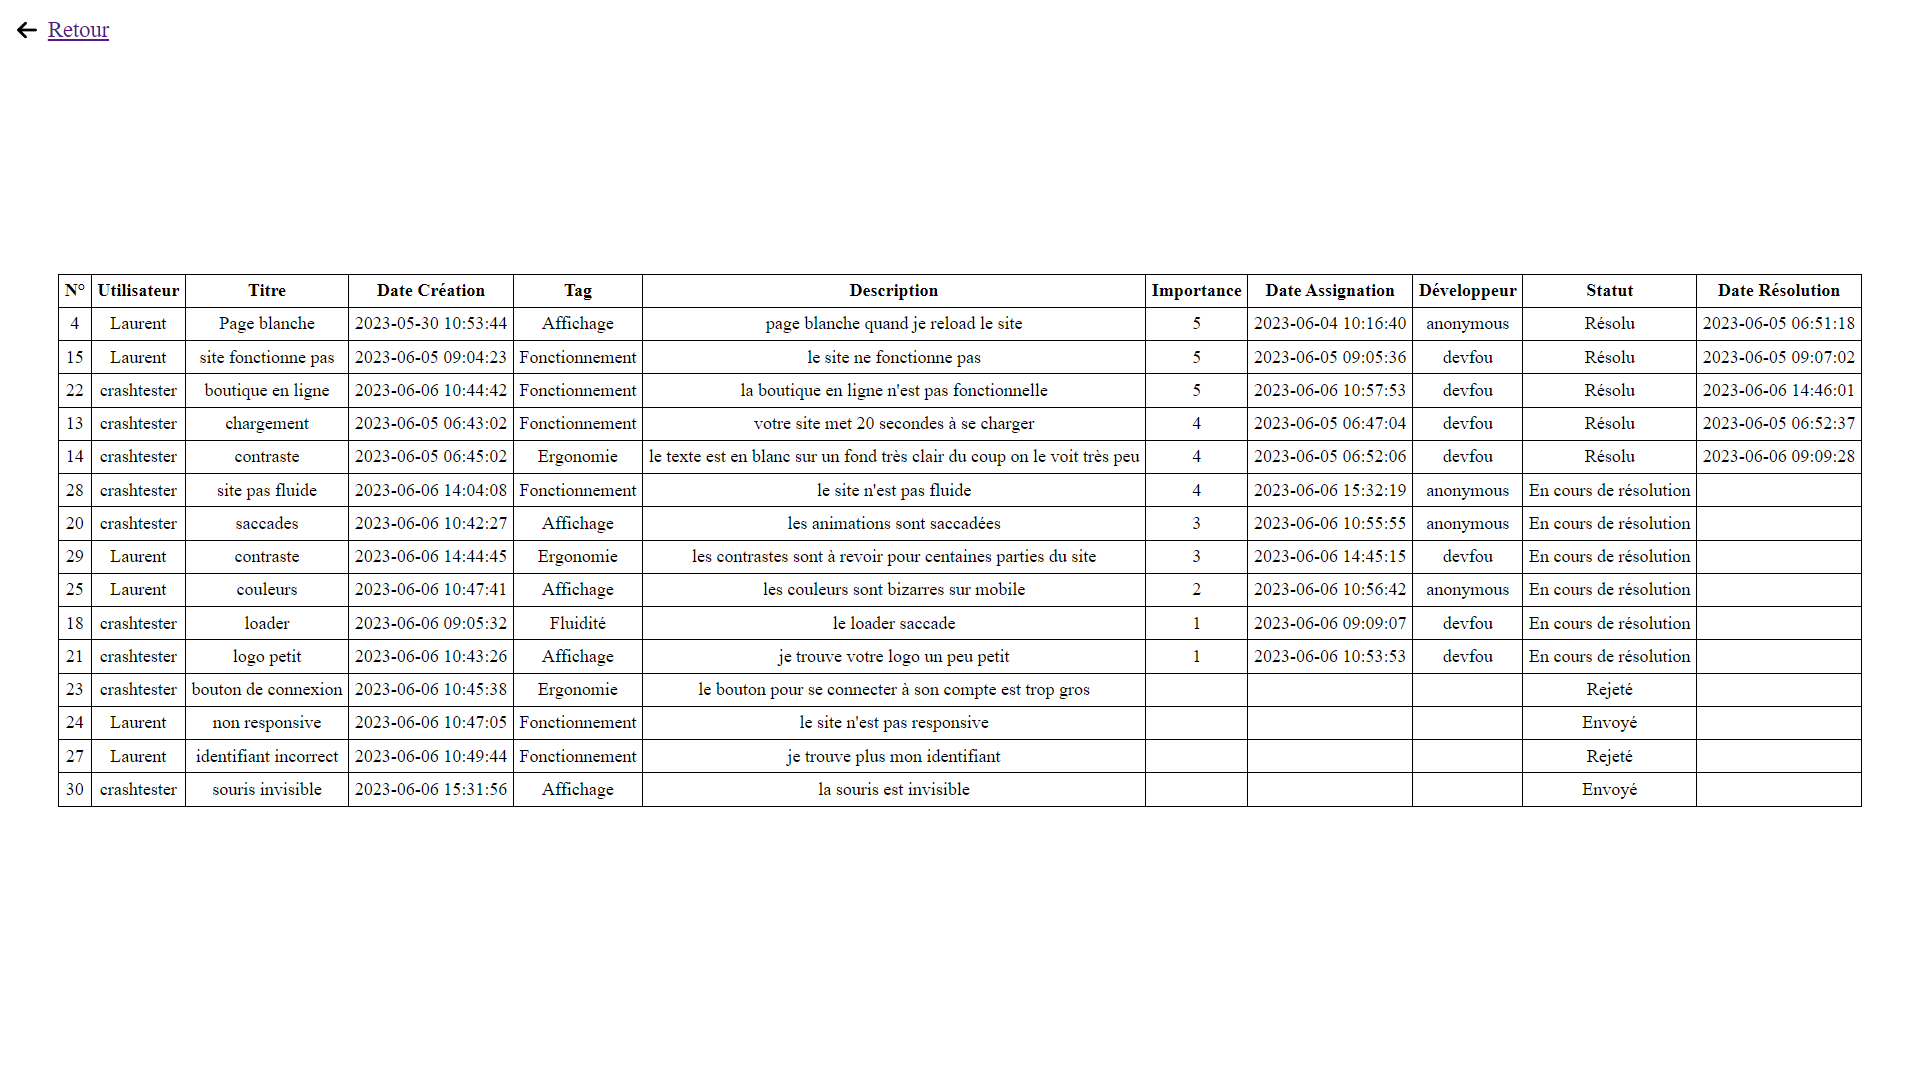 Retour
N° Utilisateur Titre Date Création Tag Description Importance Date Assignation Développeur Statut Date Résolution
4 Laurent Page blanche 2023-05-30 10:53:44 Affichage page blanche quand je reload le site 5 2023-06-04 10:16:40 anonymous Résolu 2023-06-05 06:51:18
15 Laurent site fonctionne pas 2023-06-05 09:04:23 Fonctionnement le site ne fonctionne pas 5 2023-06-05 09:05:36 devfou Résolu 2023-06-05 09:07:02
22 crashtester boutique en ligne 2023-06-06 10:44:42 Fonctionnement la boutique en ligne n'est pas fonctionnelle 5 2023-06-06 10:57:53 devfou Résolu 2023-06-06 14:46:01
13 crashtester chargement 2023-06-05 06:43:02 Fonctionnement votre site met 20 secondes à se charger 4 2023-06-05 06:47:04 devfou Résolu 2023-06-05 06:52:37
14 crashtester contraste 2023-06-05 06:45:02 Ergonomie le texte est en blanc sur un fond très clair du coup on le voit très peu 4 2023-06-05 06:52:06 devfou Résolu 2023-06-06 09:09:28
28 crashtester site pas fluide 2023-06-06 14:04:08 Fonctionnement le site n'est pas fluide 4 2023-06-06 15:32:19 anonymous En cours de résolution
20 crashtester saccades 2023-06-06 10:42:27 Affichage les animations sont saccadées 3 2023-06-06 10:55:55 anonymous En cours de résolution
29 Laurent contraste 2023-06-06 14:44:45 Ergonomie les contrastes sont à revoir pour centaines parties du site 3 2023-06-06 14:45:15 devfou En cours de résolution
25 Laurent couleurs 2023-06-06 10:47:41 Affichage les couleurs sont bizarres sur mobile 2 2023-06-06 10:56:42 anonymous En cours de résolution
18 crashtester loader 2023-06-06 09:05:32 Fluidité le loader saccade 1 2023-06-06 09:09:07 devfou En cours de résolution
21 crashtester logo petit 2023-06-06 10:43:26 Affichage je trouve votre logo un peu petit 1 2023-06-06 10:53:53 devfou En cours de résolution
23 crashtester bouton de connexion 2023-06-06 10:45:38 Ergonomie le bouton pour se connecter à son compte est trop gros Rejeté
24 Laurent non responsive 2023-06-06 10:47:05 Fonctionnement le site n'est pas responsive Envoyé
27 Laurent identifiant incorrect 2023-06-06 10:49:44 Fonctionnement je trouve plus mon identifiant Rejeté
30 crashtester souris invisible 2023-06-06 15:31:56 Affichage la souris est invisible Envoyé